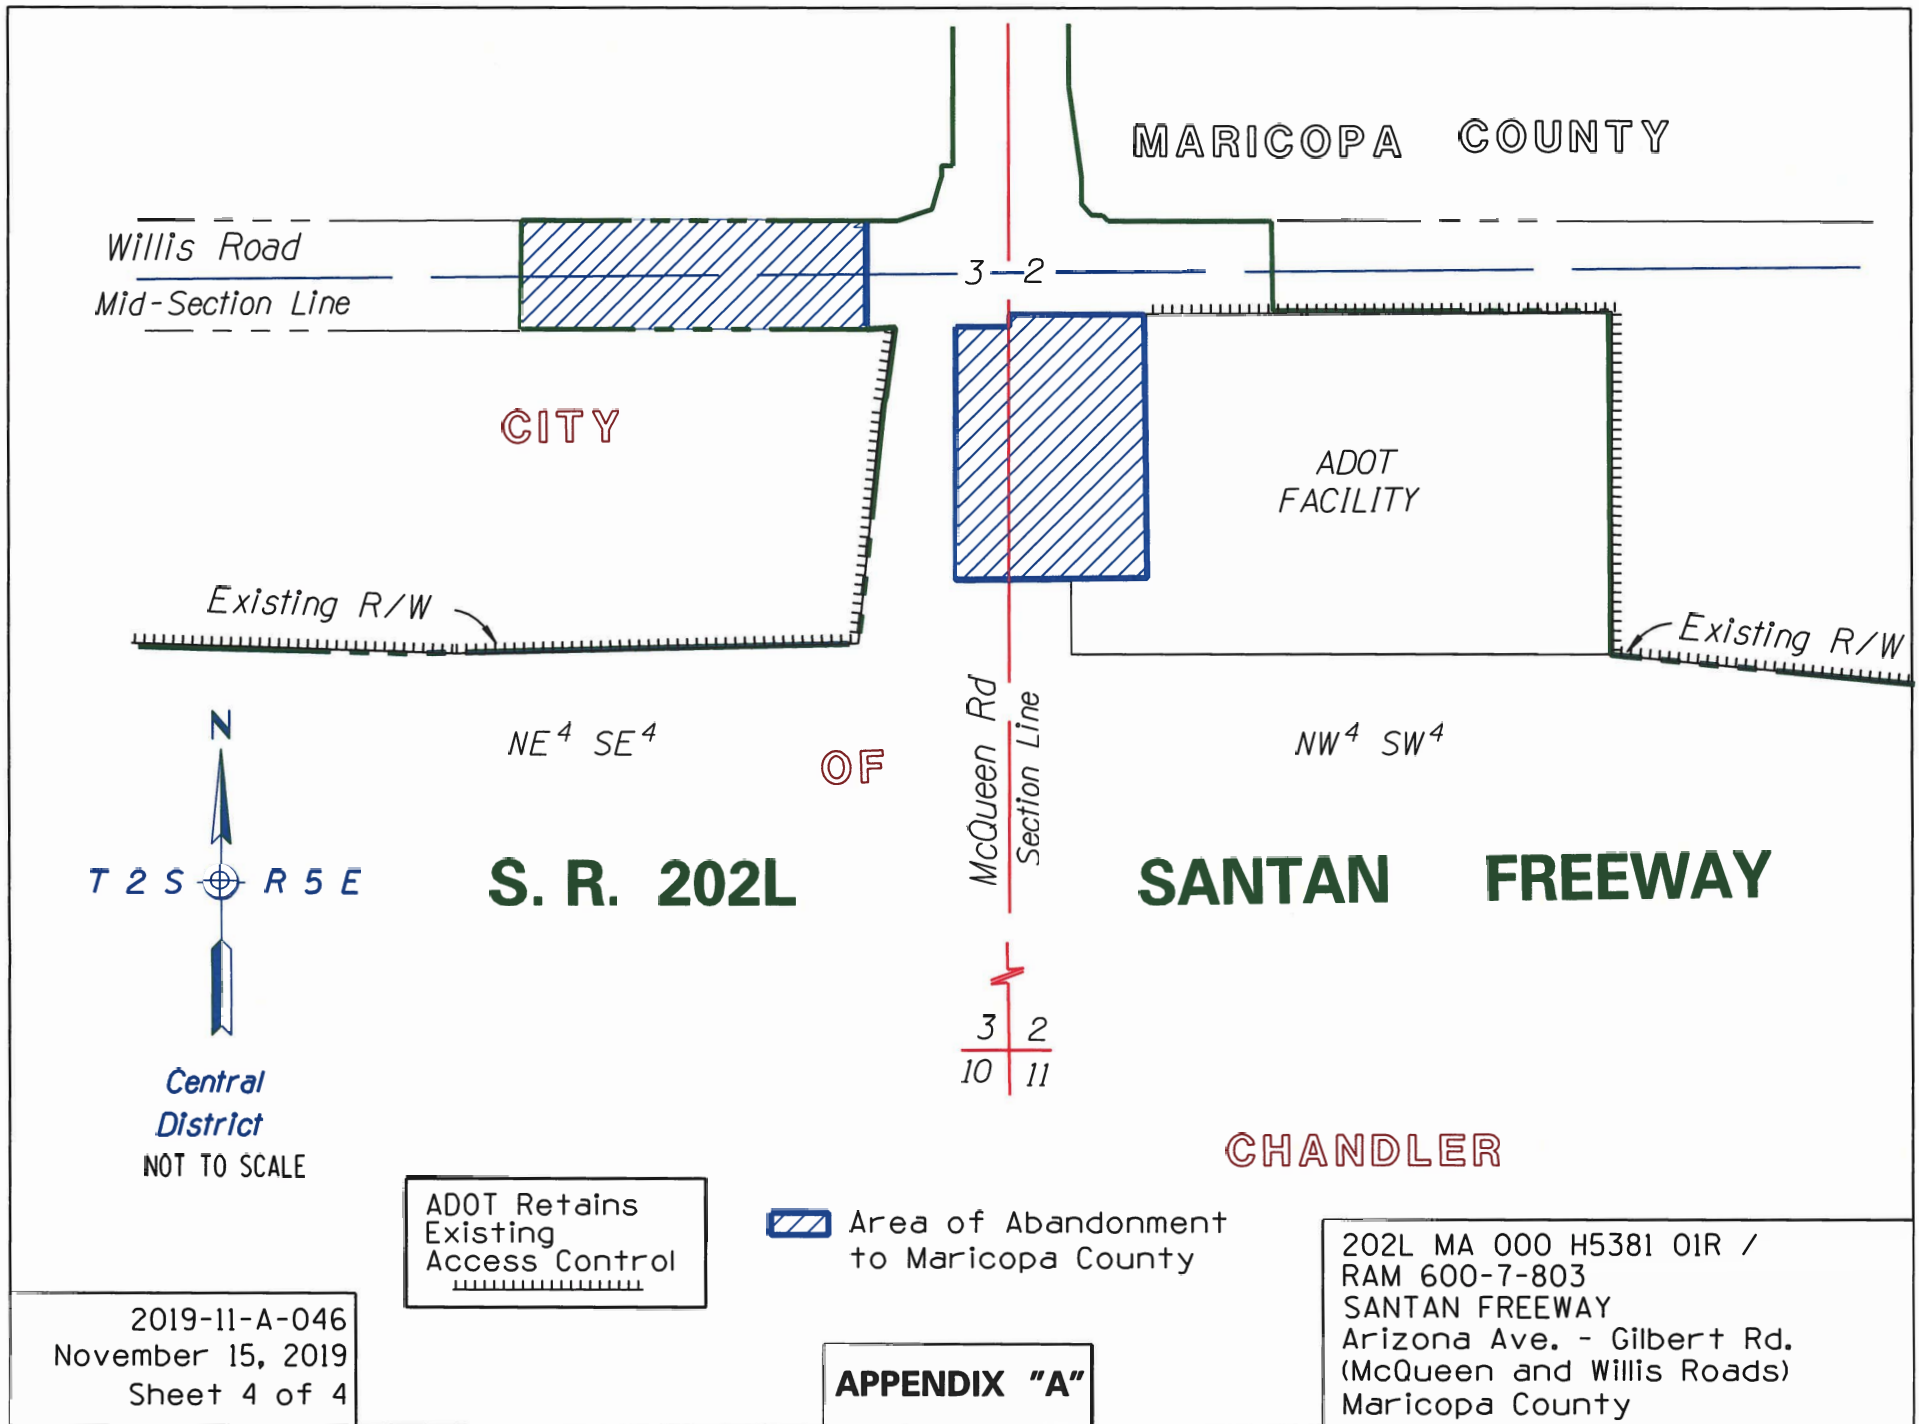 MARICOPA COUNTY
Willis Road
3 2
Mid-Section Line
CITY
ADOT
FACILITY
Existing R/W
Existing R/W
N
NE⁴ SE⁴
OF
McQueen Rd
Section Line
NW⁴ SW⁴
T 2 S R 5 E
S. R. 202L
SANTAN FREEWAY
3 2
10 11
Central
District
NOT TO SCALE
CHANDLER
ADOT Retains
Existing
Access Control
Area of Abandonment
to Maricopa County
2019-11-A-046
November 15, 2019
Sheet 4 of 4
APPENDIX "A"
202L MA 000 H5381 01R /
RAM 600-7-803
SANTAN FREEWAY
Arizona Ave. - Gilbert Rd.
(McQueen and Willis Roads)
Maricopa County